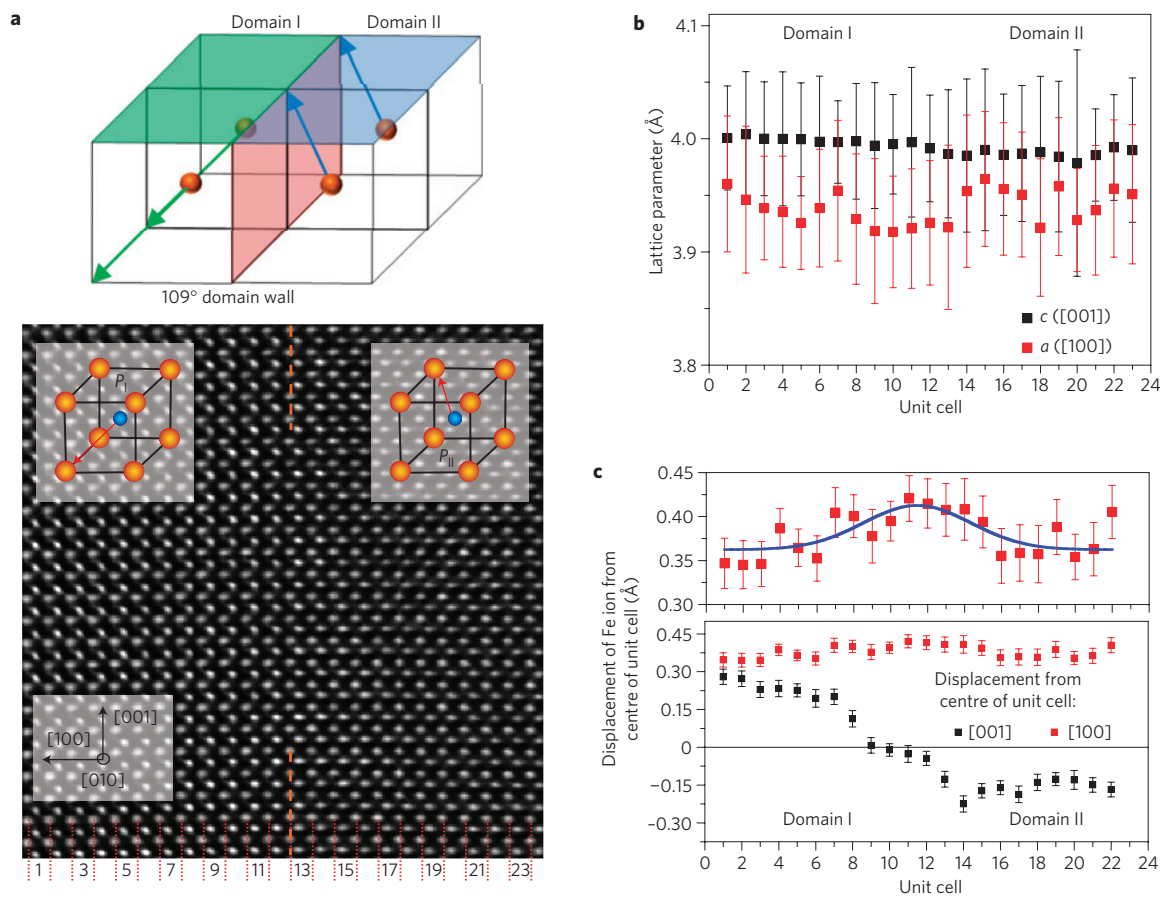 a
Domain I
Domain II
109° domain wall
P_I
P_II
[001]
[100]
[010]
1 3 5 7 9 11 13 15 17 19 21 23
b
4.1
4.0
3.9
3.8
Lattice parameter (Å)
Domain I
Domain II
c ([001])
a ([100])
0 2 4 6 8 10 12 14 16 18 20 22 24
Unit cell
c
0.45
0.40
0.35
0.30
Displacement of Fe ion from
centre of unit cell (Å)
0.45
0.30
0.15
0
−0.15
−0.30
Displacement from
centre of unit cell:
[001]
[100]
Domain I
Domain II
0 2 4 6 8 10 12 14 16 18 20 22 24
Unit cell